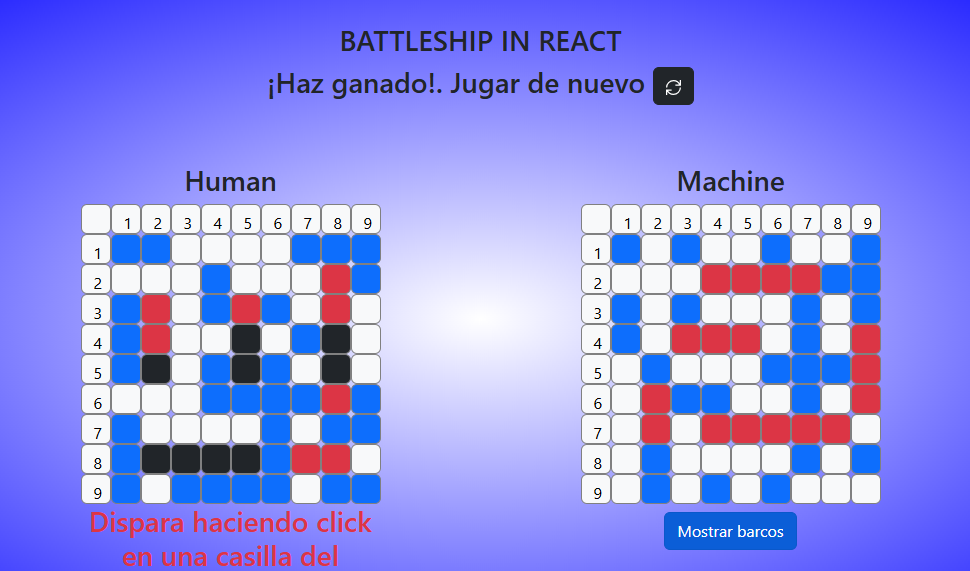 BATTLESHIP IN REACT
¡Haz ganado!. Jugar de nuevo
Human
1 2 3 4 5 6 7 8 9
1
2
3
4
5
6
7
8
9
Dispara haciendo click
en una casilla del
Machine
1 2 3 4 5 6 7 8 9
1
2
3
4
5
6
7
8
9
Mostrar barcos